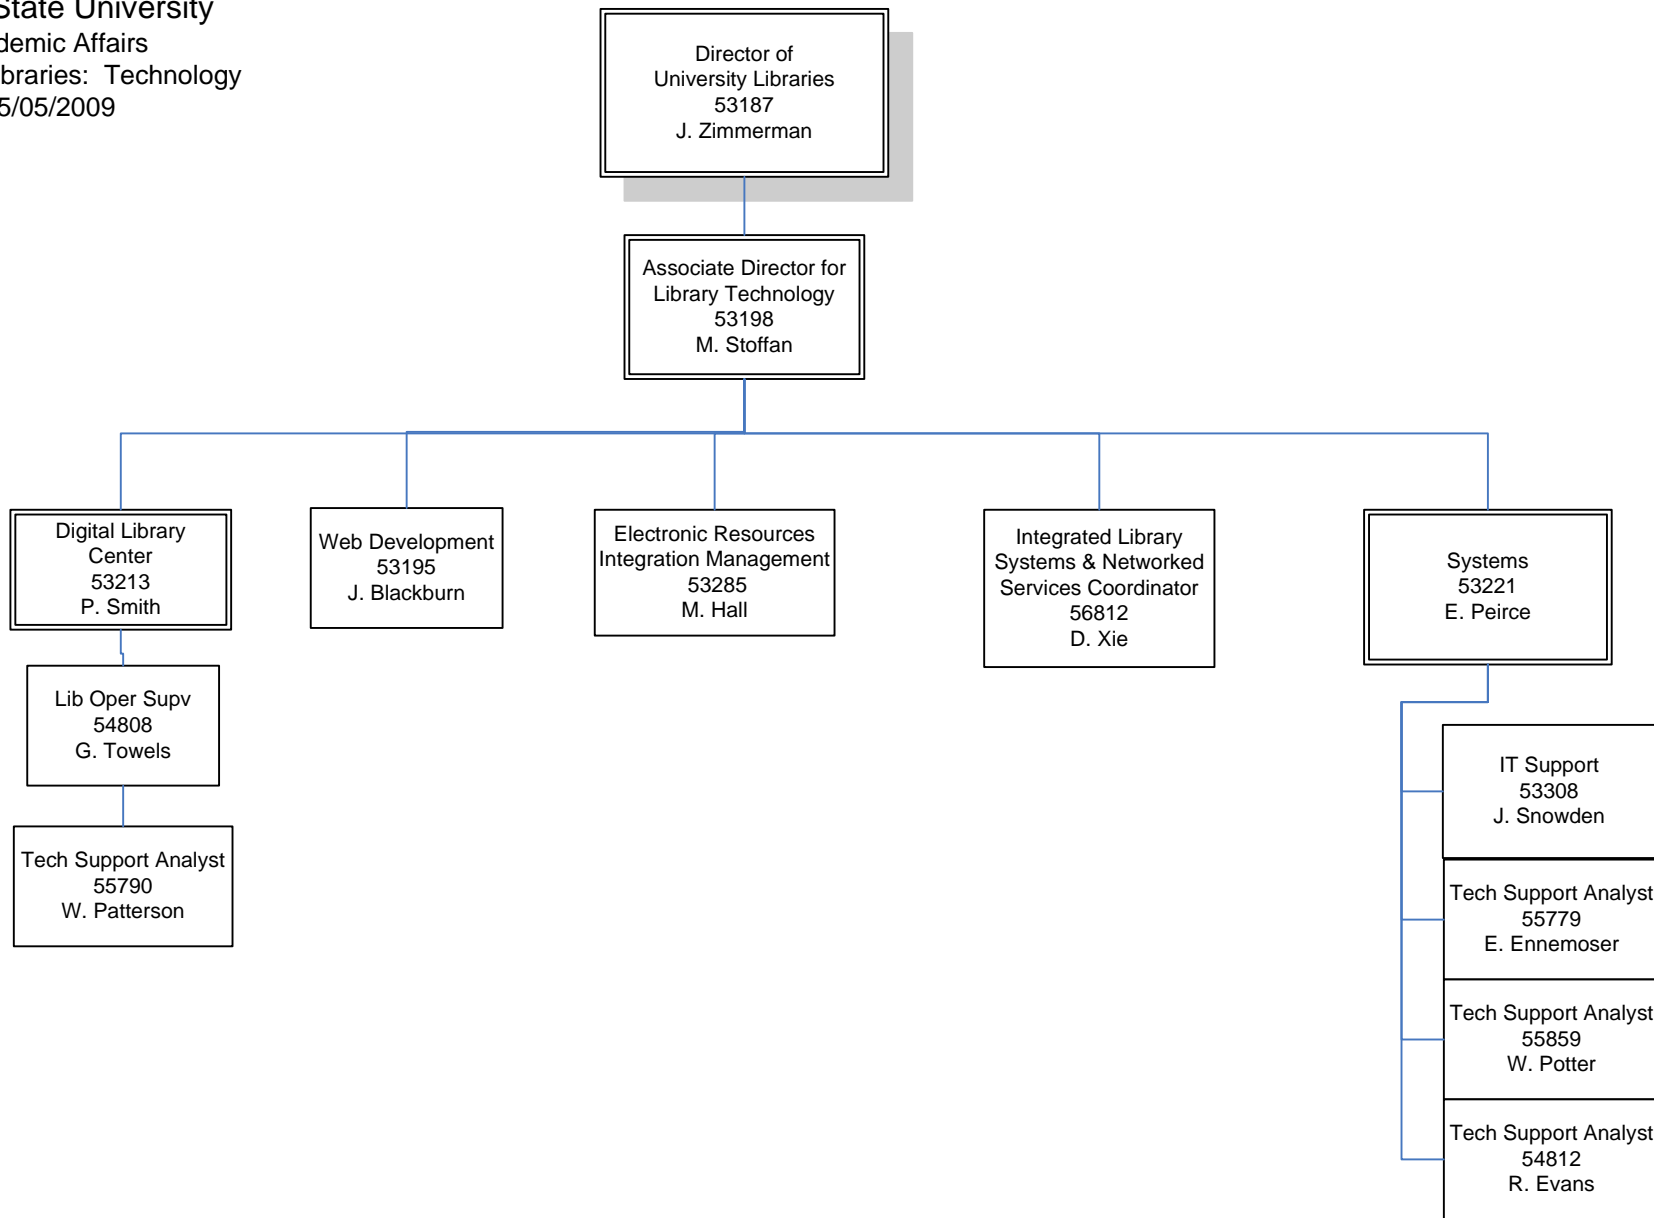 State University
demic Affairs
braries: Technology
5/05/2009
Director of
University Libraries
53187
J. Zimmerman
Associate Director for
Library Technology
53198
M. Stoffan
Digital Library
Center
53213
P. Smith
Web Development
53195
J. Blackburn
Electronic Resources
Integration Management
53285
M. Hall
Integrated Library
Systems & Networked
Services Coordinator
56812
D. Xie
Systems
53221
E. Peirce
Lib Oper Supv
54808
G. Towels
Tech Support Analyst
55790
W. Patterson
IT Support
53308
J. Snowden
Tech Support Analyst
55779
E. Ennemoser
Tech Support Analyst
55859
W. Potter
Tech Support Analyst
54812
R. Evans